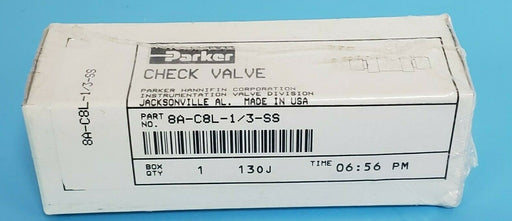 Parker
CHECK VALVE
PARKER HANNIFIN CORPORATION
INSTRUMENTATION VALVE DIVISION
JACKSONVILLE AL. MADE IN USA
PART NO. 8A-C8L-1/3-SS
BOX QTY 1 130J TIME 06:56 PM
8A-C8L-1/3-SS